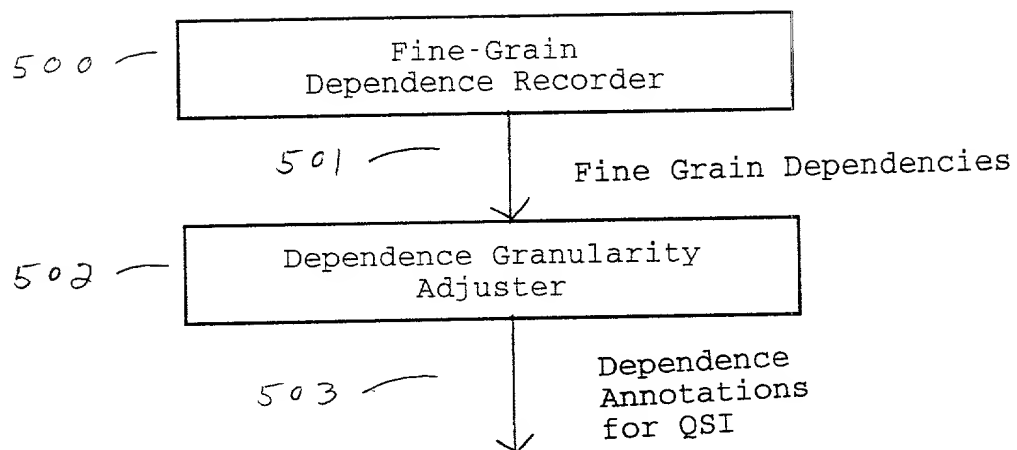 500
Fine-Grain
Dependence Recorder
501
Fine Grain Dependencies
502
Dependence Granularity
Adjuster
503
Dependence
Annotations
for QSI